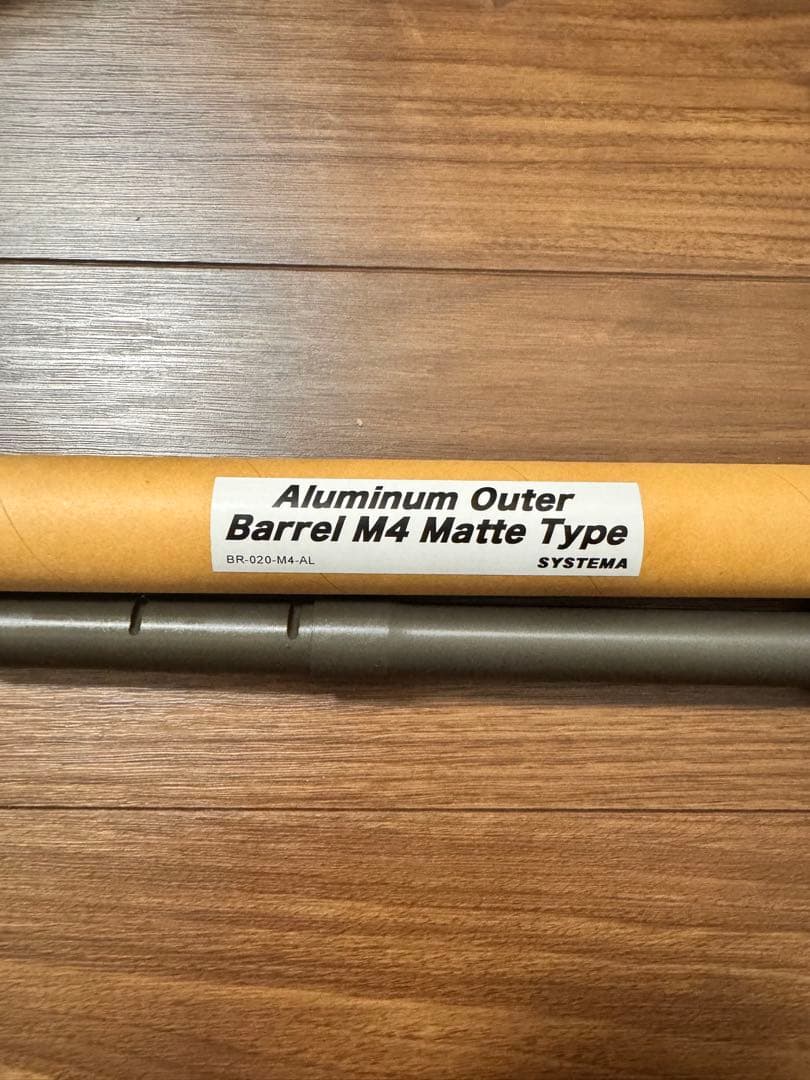 Aluminum Outer
Barrel M4 Matte Type
BR-020-M4-AL
SYSTEMA